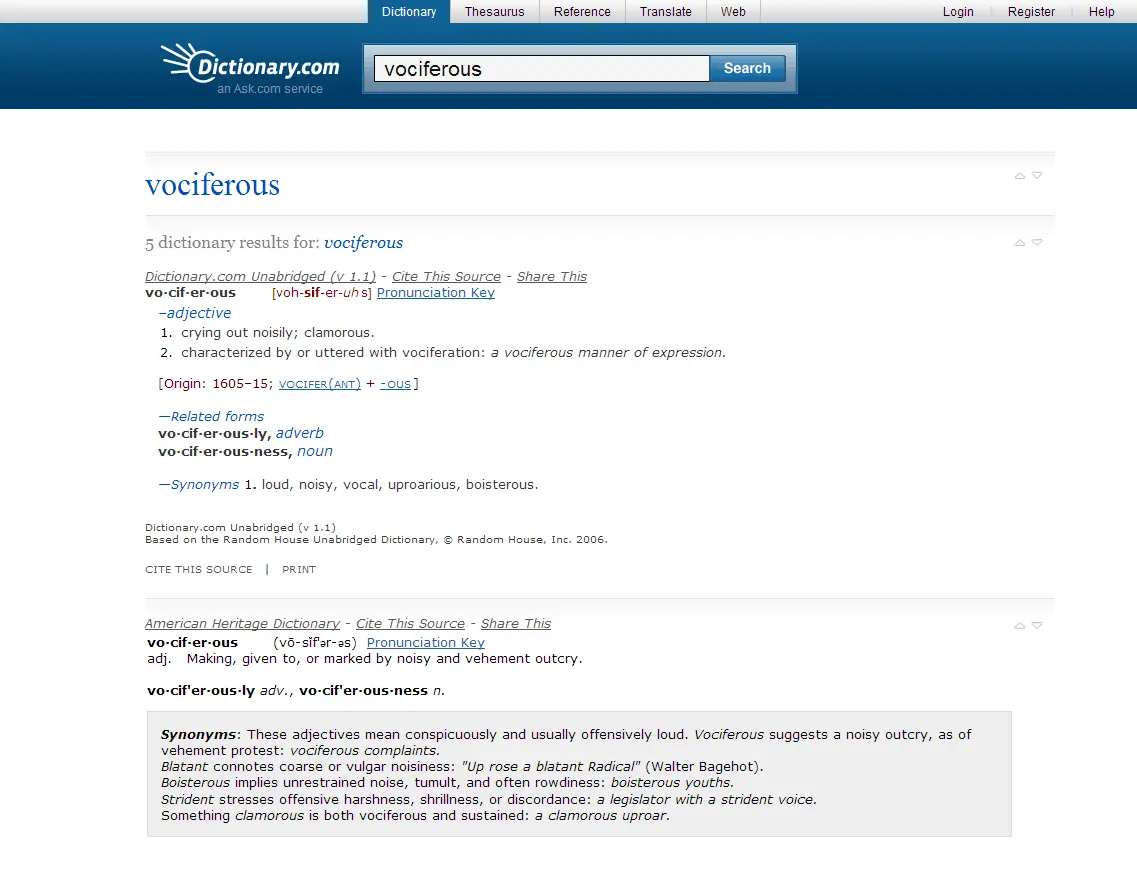 Dictionary Thesaurus Reference Translate Web Login Register Help
Dictionary.com
an Ask.com service
vociferous Search
vociferous
5 dictionary results for: vociferous
Dictionary.com Unabridged (v 1.1) - Cite This Source - Share This
vo·cif·er·ous [voh-sif-er-uhs] Pronunciation Key
–adjective
1. crying out noisily; clamorous.
2. characterized by or uttered with vociferation: a vociferous manner of expression.
[Origin: 1605–15; VOCIFER(ANT) + -OUS]
—Related forms
vo·cif·er·ous·ly, adverb
vo·cif·er·ous·ness, noun
—Synonyms 1. loud, noisy, vocal, uproarious, boisterous.
Dictionary.com Unabridged (v 1.1)
Based on the Random House Unabridged Dictionary, © Random House, Inc. 2006.
CITE THIS SOURCE | PRINT
American Heritage Dictionary - Cite This Source - Share This
vo·cif·er·ous (vō-sĭf'ər-əs) Pronunciation Key
adj. Making, given to, or marked by noisy and vehement outcry.
vo·cif'er·ous·ly adv., vo·cif'er·ous·ness n.
Synonyms: These adjectives mean conspicuously and usually offensively loud. Vociferous suggests a noisy outcry, as of
vehement protest: vociferous complaints.
Blatant connotes coarse or vulgar noisiness: "Up rose a blatant Radical" (Walter Bagehot).
Boisterous implies unrestrained noise, tumult, and often rowdiness: boisterous youths.
Strident stresses offensive harshness, shrillness, or discordance: a legislator with a strident voice.
Something clamorous is both vociferous and sustained: a clamorous uproar.